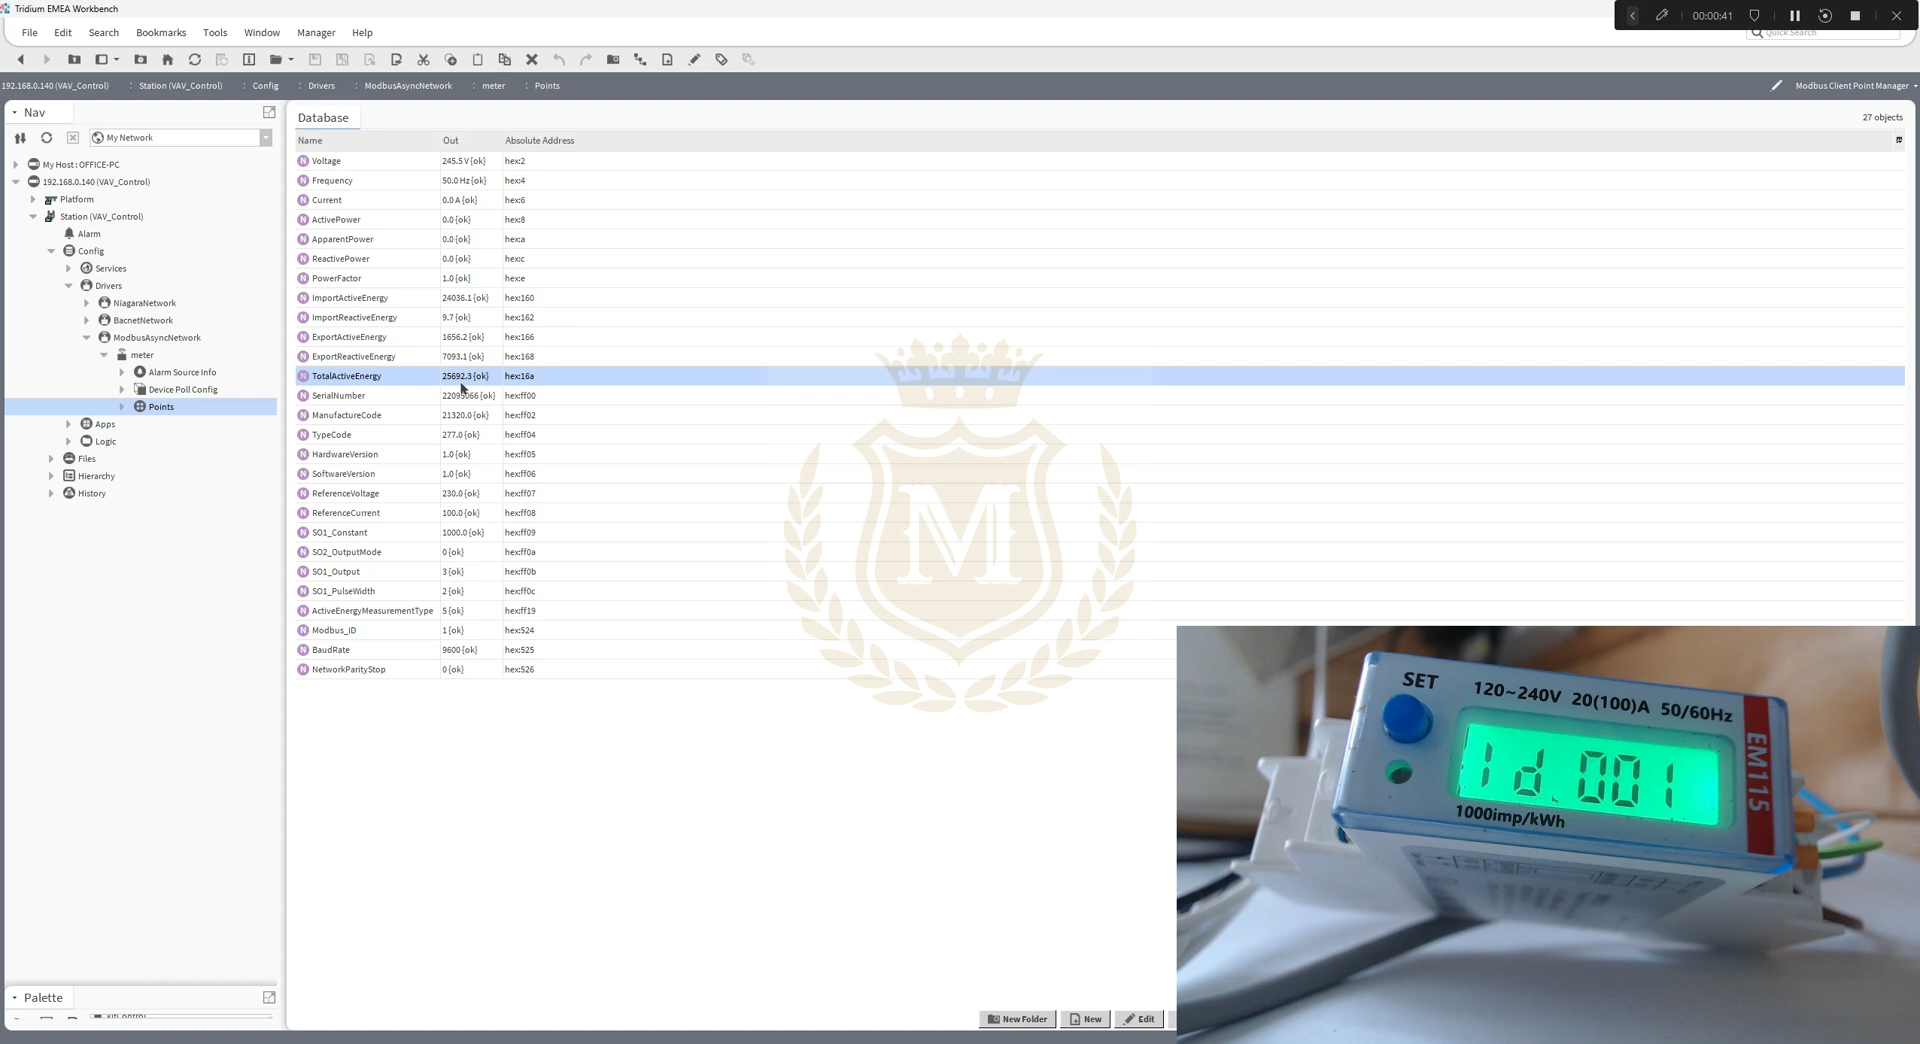 Tridium EMEA Workbench
00:00:41
File Edit Search Bookmarks Tools Window Manager Help
Quick Search
192.168.0.140 (VAV_Control) : Station (VAV_Control) : Config : Drivers : ModbusAsyncNetwork : meter : Points
Modbus Client Point Manager
Nav
My Network
My Host : OFFICE-PC
192.168.0.140 (VAV_Control)
Platform
Station (VAV_Control)
Alarm
Config
Services
Drivers
NiagaraNetwork
BacnetNetwork
ModbusAsyncNetwork
meter
Alarm Source Info
Device Poll Config
Points
Apps
Logic
Files
Hierarchy
History
Palette
Database
27 objects
Name Out Absolute Address
N Voltage 245.5 V {ok} hex:2
N Frequency 50.0 Hz {ok} hex:4
N Current 0.0 A {ok} hex:6
N ActivePower 0.0 {ok} hex:8
N ApparentPower 0.0 {ok} hex:a
N ReactivePower 0.0 {ok} hex:c
N PowerFactor 1.0 {ok} hex:e
N ImportActiveEnergy 24036.1 {ok} hex:160
N ImportReactiveEnergy 9.7 {ok} hex:162
N ExportActiveEnergy 1656.2 {ok} hex:166
N ExportReactiveEnergy 7093.1 {ok} hex:168
N TotalActiveEnergy 25692.3 {ok} hex:16a
N SerialNumber 22095066 {ok} hex:ff00
N ManufactureCode 21320.0 {ok} hex:ff02
N TypeCode 277.0 {ok} hex:ff04
N HardwareVersion 1.0 {ok} hex:ff05
N SoftwareVersion 1.0 {ok} hex:ff06
N ReferenceVoltage 230.0 {ok} hex:ff07
N ReferenceCurrent 100.0 {ok} hex:ff08
N SO1_Constant 1000.0 {ok} hex:ff09
N SO2_OutputMode 0 {ok} hex:ff0a
N SO1_Output 3 {ok} hex:ff0b
N SO1_PulseWidth 2 {ok} hex:ff0c
N ActiveEnergyMeasurementType 5 {ok} hex:ff19
N Modbus_ID 1 {ok} hex:524
N BaudRate 9600 {ok} hex:525
N NetworkParityStop 0 {ok} hex:526
M
New Folder New Edit
SET 120~240V 20(100)A 50/60Hz
1d.001
1000imp/kWh
EM115